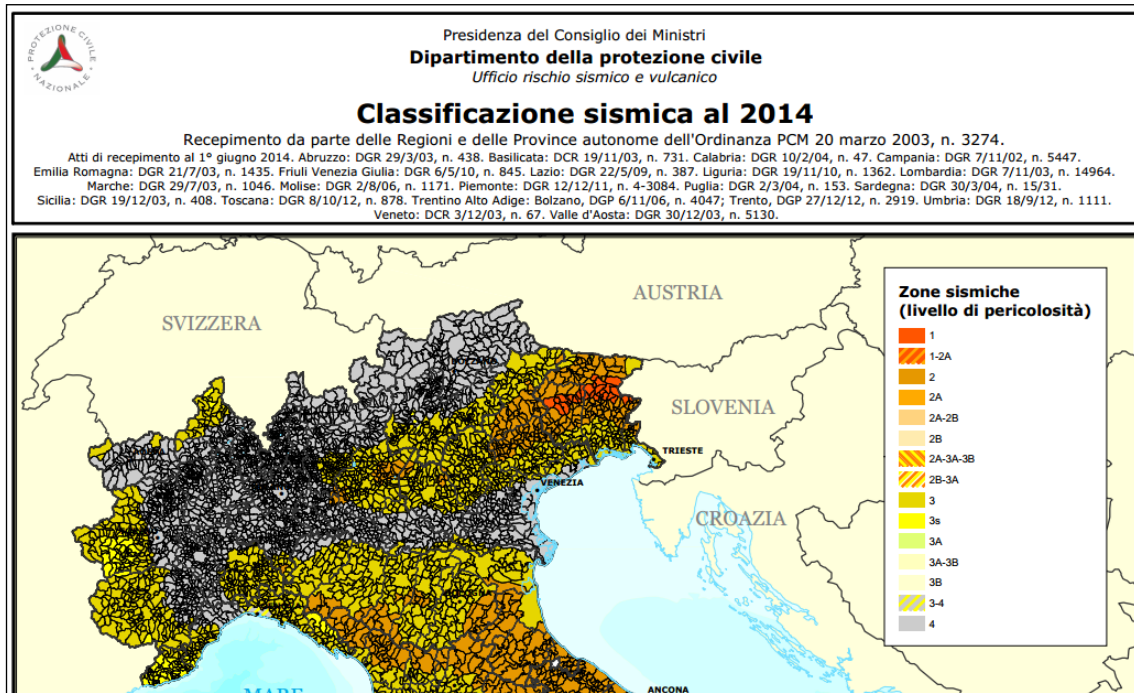 PROTEZIONE CIVILE
NAZIONALE
Presidenza del Consiglio dei Ministri
Dipartimento della protezione civile
Ufficio rischio sismico e vulcanico
Classificazione sismica al 2014
Recepimento da parte delle Regioni e delle Province autonome dell'Ordinanza PCM 20 marzo 2003, n. 3274.
Atti di recepimento al 1° giugno 2014. Abruzzo: DGR 29/3/03, n. 438. Basilicata: DCR 19/11/03, n. 731. Calabria: DGR 10/2/04, n. 47. Campania: DGR 7/11/02, n. 5447.
Emilia Romagna: DGR 21/7/03, n. 1435. Friuli Venezia Giulia: DGR 6/5/10, n. 845. Lazio: DGR 22/5/09, n. 387. Liguria: DGR 19/11/10, n. 1362. Lombardia: DGR 7/11/03, n. 14964.
Marche: DGR 29/7/03, n. 1046. Molise: DGR 2/8/06, n. 1171. Piemonte: DGR 12/12/11, n. 4-3084. Puglia: DGR 2/3/04, n. 153. Sardegna: DGR 30/3/04, n. 15/31.
Sicilia: DGR 19/12/03, n. 408. Toscana: DGR 8/10/12, n. 878. Trentino Alto Adige: Bolzano, DGP 6/11/06, n. 4047; Trento, DGP 27/12/12, n. 2919. Umbria: DGR 18/9/12, n. 1111.
Veneto: DCR 3/12/03, n. 67. Valle d'Aosta: DGR 30/12/03, n. 5130.
Zone sismiche
(livello di pericolosità)
1
1-2A
2
2A
2A-2B
2B
2A-3A-3B
2B-3A
3
3s
3A
3A-3B
3B
3-4
4
AUSTRIA
SVIZZERA
SLOVENIA
TRIESTE
VENEZIA
CROAZIA
ANCONA
MARE